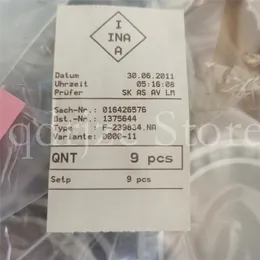 I
INA
A
Datum 30.06.2011
Uhrzeit 05:16:08
Prüfer SK AS AV LM
Sach-Nr.: 016426576
Bst.-Nr.: 1375644
Type : F-239834.NA
Variante: 0000-11
QNT 9 pcs
Setp 9 pcs